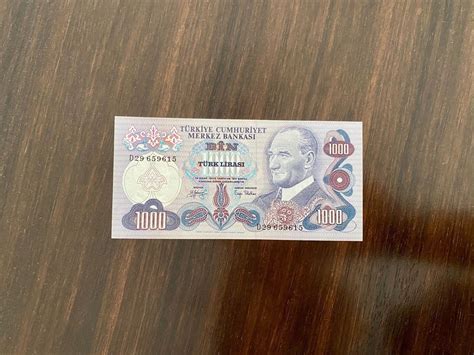 TÜRKİYE CUMHURİYET
MERKEZ BANKASI
BİN
1000
D29 659615
TÜRK LİRASI
1000
1000
D29 659615